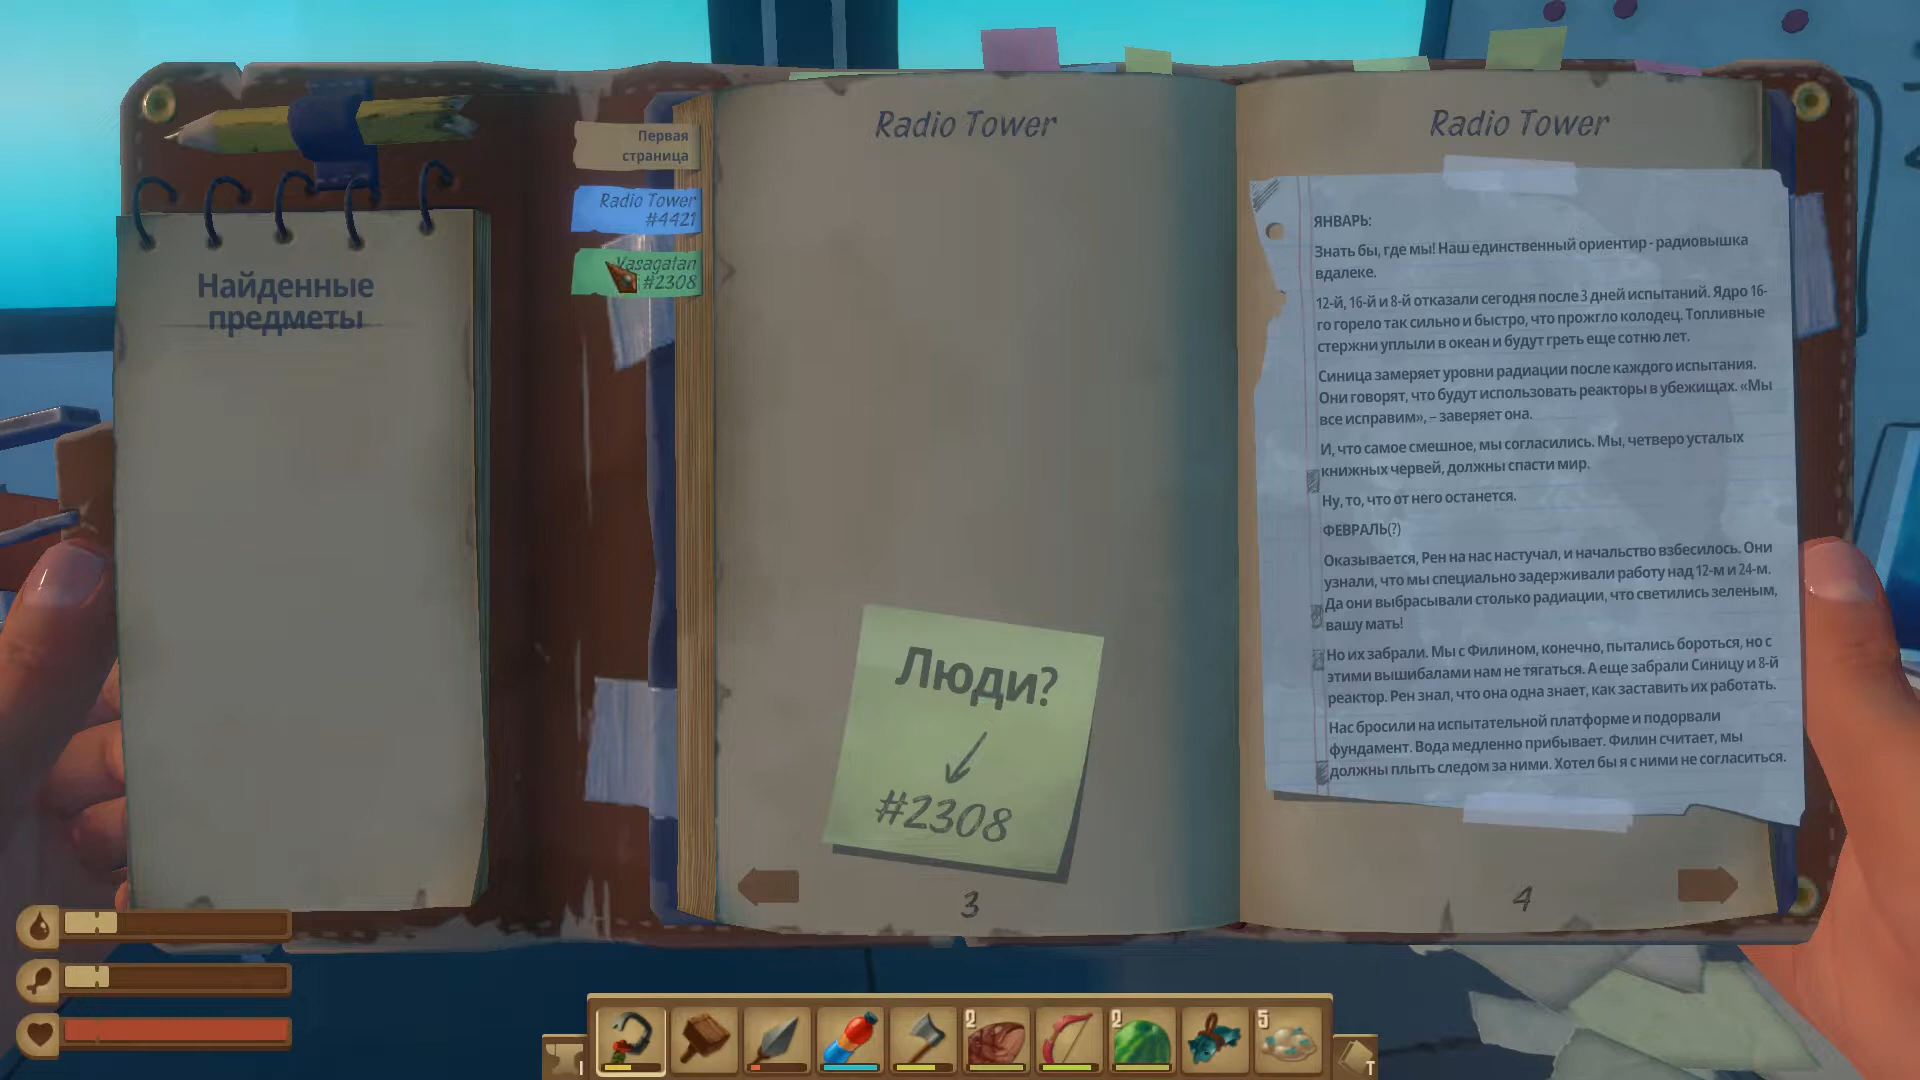 Найденные
предметы
Первая
страница
Radio Tower
#4421
Vasagatan
#2308
Radio Tower
Люди?
#2308
3
Radio Tower
ЯНВАРЬ:
Знать бы, где мы! Наш единственный ориентир - радиовышка
вдалеке.
12-й, 16-й и 8-й отказали сегодня после 3 дней испытаний. Ядро 16-
го горело так сильно и быстро, что прожгло колодец. Топливные
стержни уплыли в океан и будут греть еще сотню лет.
Синица замеряет уровни радиации после каждого испытания.
Они говорят, что будут использовать реакторы в убежищах. «Мы
все исправим», – заверяет она.
И, что самое смешное, мы согласились. Мы, четверо усталых
книжных червей, должны спасти мир.
Ну, то, что от него останется.
ФЕВРАЛЬ(?)
Оказывается, Рен на нас настучал, и начальство взбесилось. Они
узнали, что мы специально задерживали работу над 12-м и 24-м.
Да они выбрасывали столько радиации, что светились зеленым,
вашу мать!
Но их забрали. Мы с Филином, конечно, пытались бороться, но с
этими вышибалами нам не тягаться. А еще забрали Синицу и 8-й
реактор. Рен знал, что она одна знает, как заставить их работать.
Нас бросили на испытательной платформе и подорвали
фундамент. Вода медленно прибывает. Филин считает, мы
должны плыть следом за ними. Хотел бы я с ними не согласиться.
4
I
2
2
5
T